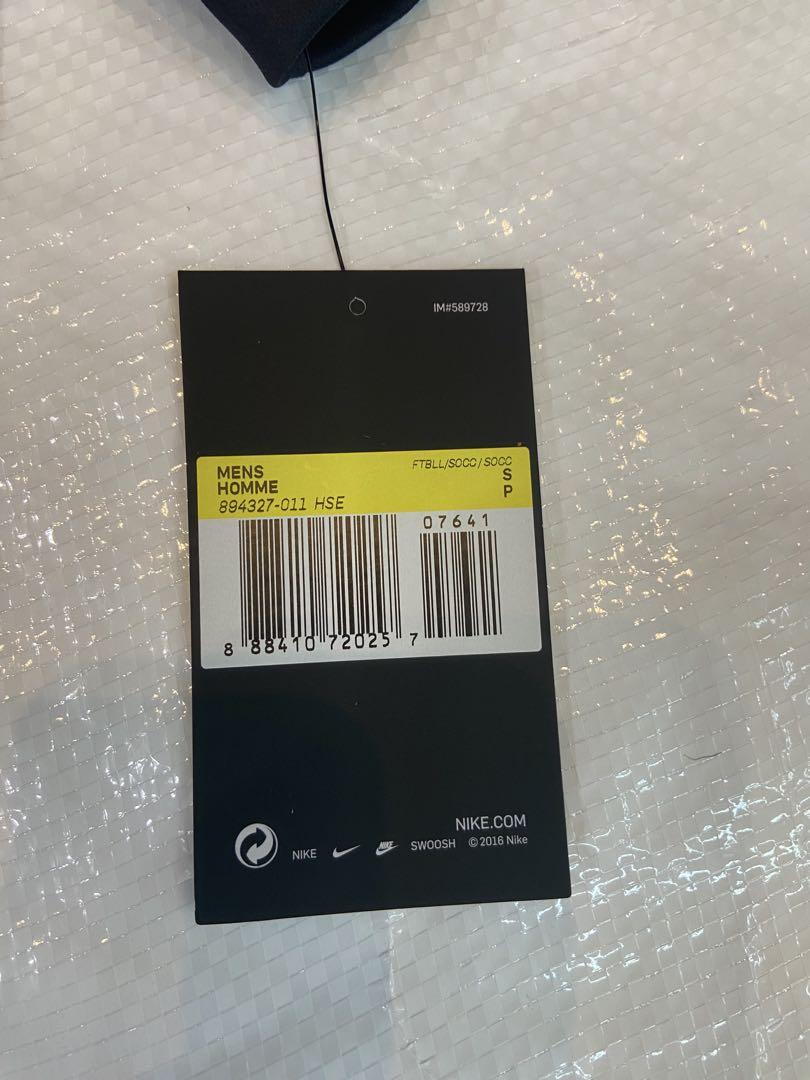 IM#589728
FTBLL/SOCC/SOCC
MENS S
HOMME P
894327-011 HSE
07641
8 88410 72025 7
NIKE.COM
NIKE NIKE SWOOSH © 2016 Nike